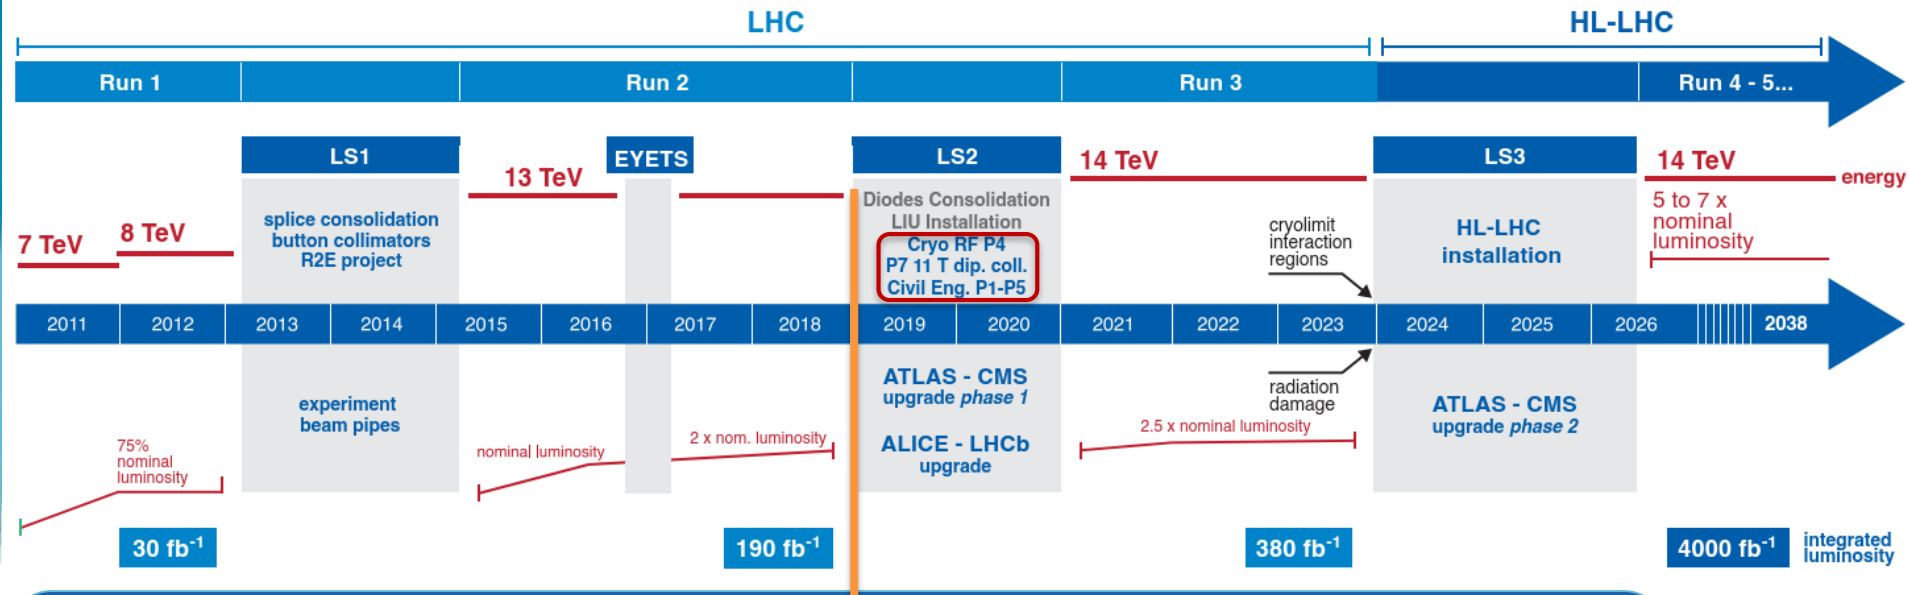 LHC
HL-LHC
Run 1
Run 2
Run 3
Run 4 - 5...
LS1
EYETS
LS2
LS3
14 TeV
14 TeV
energy
13 TeV
7 TeV
8 TeV
splice consolidation
button collimators
R2E project
Diodes Consolidation
LIU Installation
Cryo RF P4
P7 11 T dip. coll.
Civil Eng. P1-P5
cryolimit
interaction
regions
HL-LHC
installation
5 to 7 x
nominal
luminosity
2011
2012
2013
2014
2015
2016
2017
2018
2019
2020
2021
2022
2023
2024
2025
2026
2038
experiment
beam pipes
ATLAS - CMS
upgrade phase 1
ALICE - LHCb
upgrade
radiation
damage
ATLAS - CMS
upgrade phase 2
75%
nominal
luminosity
nominal luminosity
2 x nom. luminosity
2.5 x nominal luminosity
30 fb⁻¹
190 fb⁻¹
380 fb⁻¹
4000 fb⁻¹
integrated
luminosity